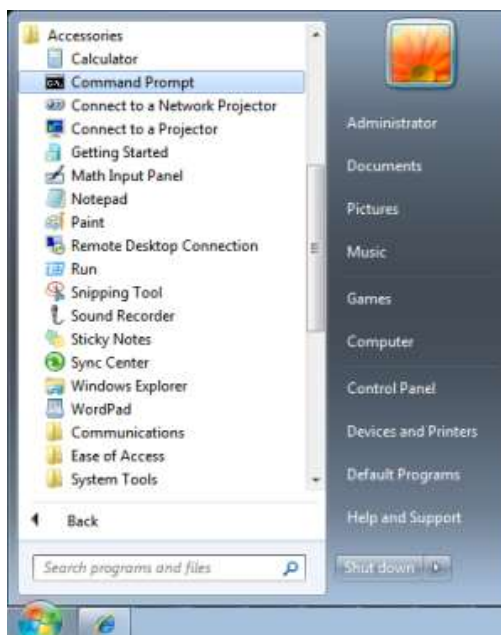 Accessories
Calculator
Command Prompt
Connect to a Network Projector
Connect to a Projector
Getting Started
Math Input Panel
Notepad
Paint
Remote Desktop Connection
Run
Snipping Tool
Sound Recorder
Sticky Notes
Sync Center
Windows Explorer
WordPad
Communications
Ease of Access
System Tools
Back
Search programs and files
Administrator
Documents
Pictures
Music
Games
Computer
Control Panel
Devices and Printers
Default Programs
Help and Support
Shut down